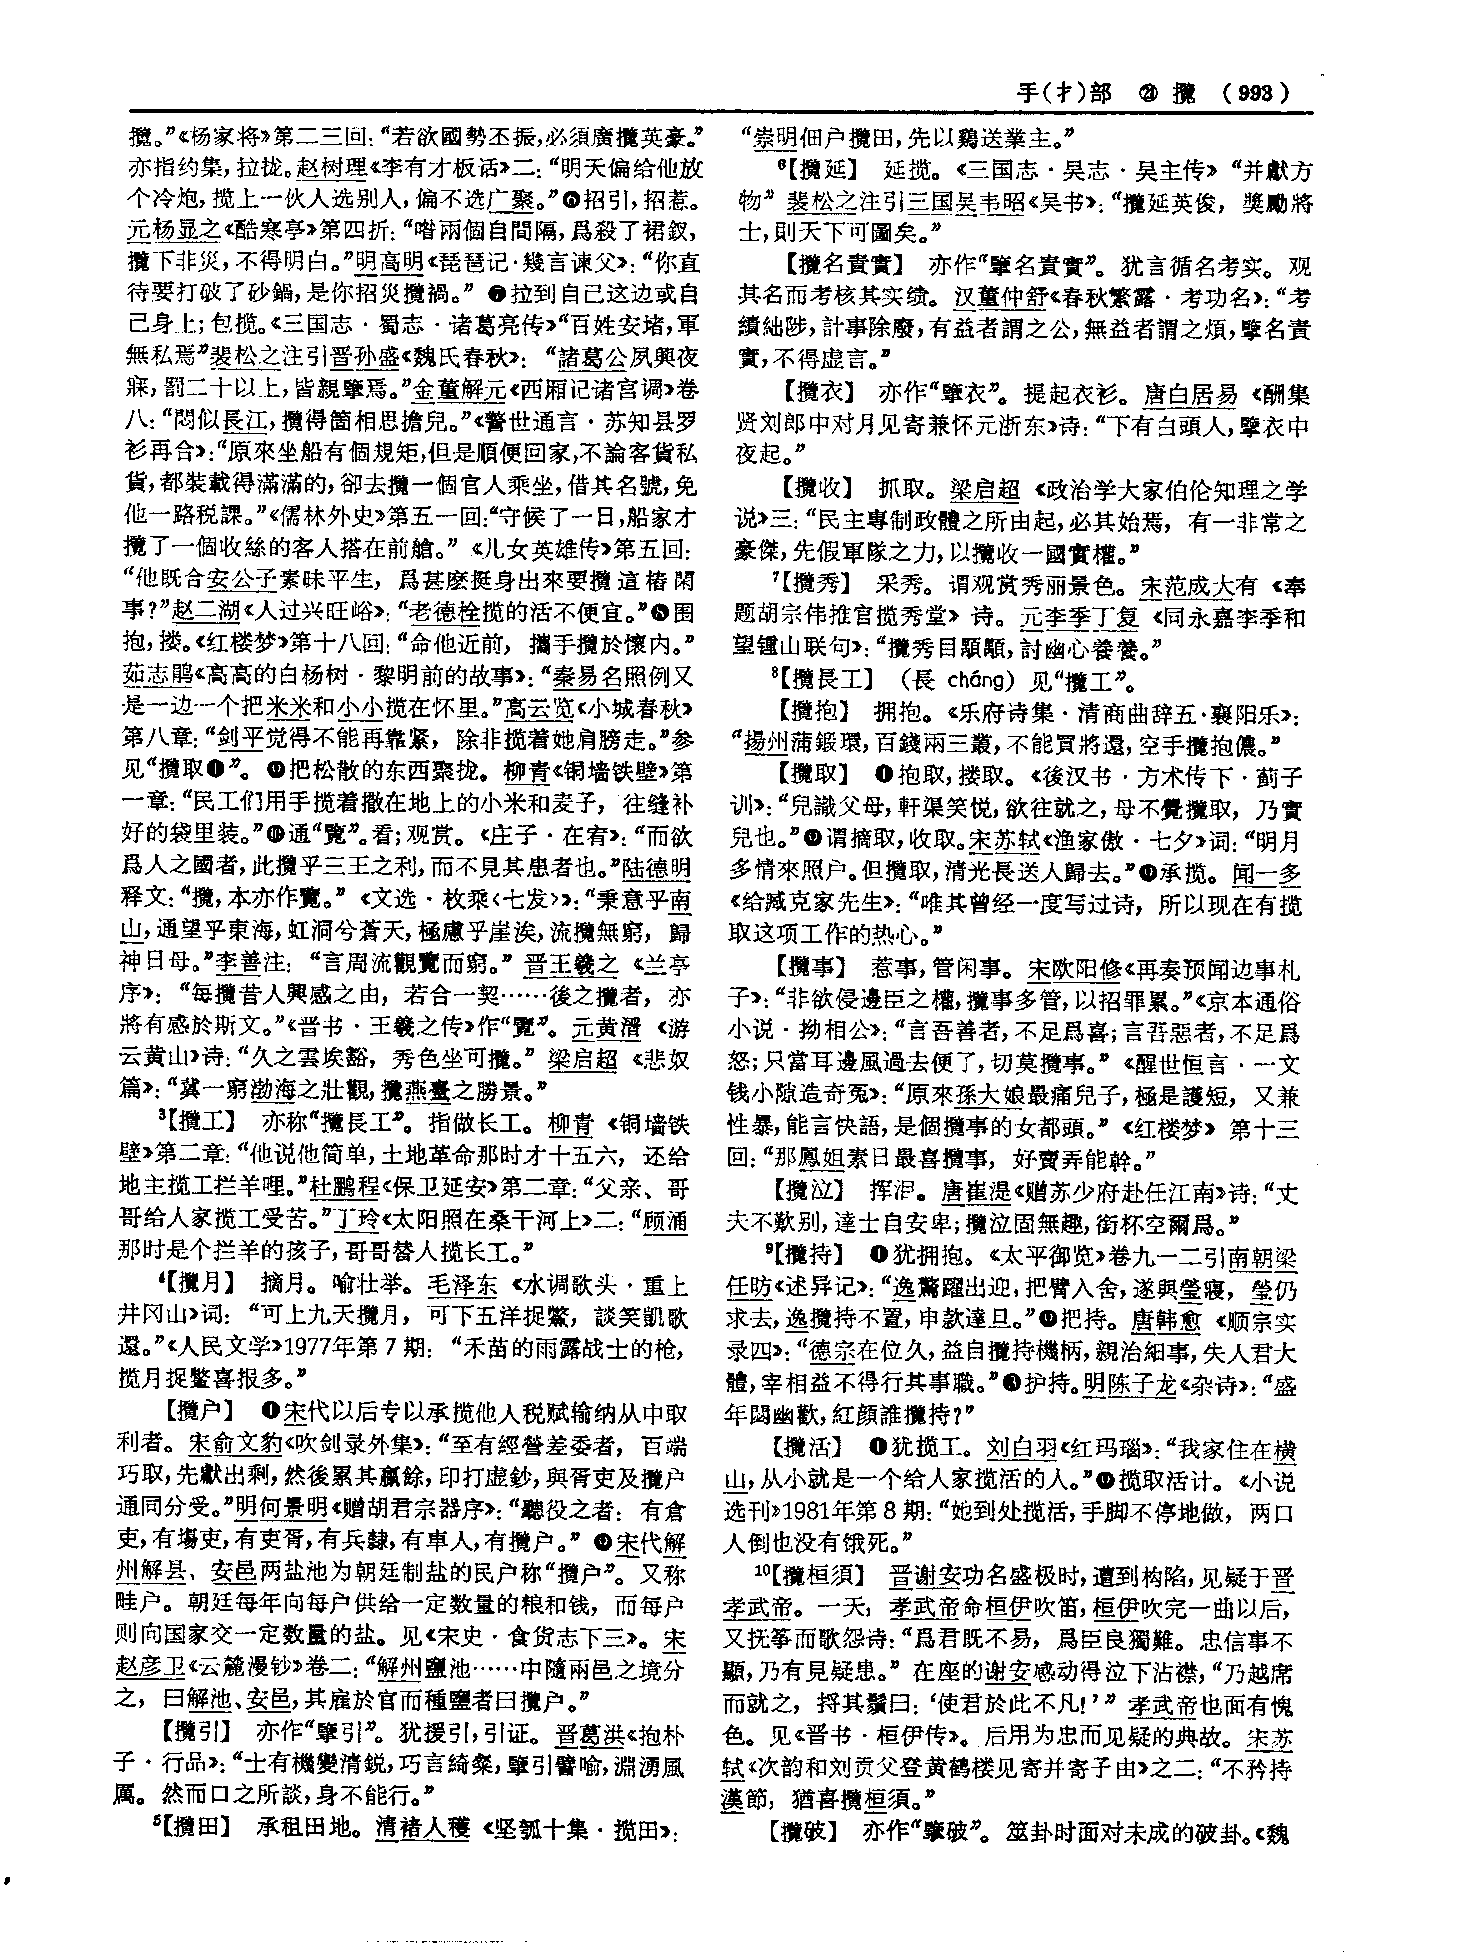 手(扌)部 ㉑ 攬 (993)
攬。”《杨家将》第二三回：“若欲國勢丕振，必須廣攬英豪。”
亦指约集，拉拢。赵树理《李有才板话》二：“明天偏给他放
个冷炮，揽上一伙人选别人，偏不选广聚。”❻招引，招惹。
元杨显之《酷寒亭》第四折：“喒兩個自間隔，爲殺了裙釵，
攬下非災，不得明白。”明高明《琵琶记·幾言谏父》：“你直
待要打破了砂鍋，是你招災攬禍。”❼拉到自己这边或自
己身上；包揽。《三国志·蜀志·诸葛亮传》“百姓安堵，軍
無私焉”裴松之注引晋孙盛《魏氏春秋》：“諸葛公夙興夜
寐，罰二十以上，皆親擥焉。”金董解元《西厢记诸宫调》卷
八：“悶似長江，攬得箇相思擔兒。”《警世通言·苏知县罗
衫再合》：“原來坐船有個規矩，但是順便回家，不論客貨私
貨，都裝載得滿滿的，卻去攬一個官人乘坐，借其名號，免
他一路税課。”《儒林外史》第五一回：“守候了一日，船家才
攬了一個收絲的客人搭在前艙。”《儿女英雄传》第五回：
“他既合安公子素昧平生，爲甚麽挺身出來要攬這樁閑
事？”赵二湖《人过兴旺峪》：“老德栓揽的活不便宜。”❽围
抱，搂。《红楼梦》第十八回：“命他近前，攜手攬於懷内。”
茹志鹃《高高的白杨树·黎明前的故事》：“秦易名照例又
是一边一个把米米和小小揽在怀里。”高云览《小城春秋》
第八章：“剑平觉得不能再靠紧，除非揽着她肩膀走。”参
见“攬取❶”。❾把松散的东西聚拢。柳青《铜墙铁壁》第
一章：“民工们用手揽着撒在地上的小米和麦子，往缝补
好的袋里装。”❿通“覽”。看；观赏。《庄子·在宥》：“而欲
爲人之國者，此攬乎三王之利，而不見其患者也。”陆德明
释文：“攬，本亦作覽。”《文选·枚乘〈七发〉》：“秉意乎南
山，通望乎東海，虹洞兮蒼天，極慮乎崖涘，流攬無窮，歸
神日母。”李善注：“言周流觀覽而窮。”晋王羲之《兰亭
序》：“每攬昔人興感之由，若合一契……後之攬者，亦
將有感於斯文。”《晋书·王羲之传》作“覽”。元黄溍《游
云黄山》诗：“久之雲埃豁，秀色坐可攬。”梁启超《悲奴
篇》：“冀一窮渤海之壯觀，攬燕臺之勝景。”
³【攬工】 亦称“攬長工”。指做长工。柳青《铜墙铁
壁》第二章：“他说他简单，土地革命那时才十五六，还给
地主揽工拦羊哩。”杜鹏程《保卫延安》第二章：“父亲、哥
哥给人家揽工受苦。”丁玲《太阳照在桑干河上》二：“顾涌
那时是个拦羊的孩子，哥哥替人揽长工。”
⁴【攬月】 摘月。喻壮举。毛泽东《水调歌头·重上
井冈山》词：“可上九天攬月，可下五洋捉鱉，談笑凱歌
還。”《人民文学》1977年第7期：“禾苗的雨露战士的枪，
揽月捉鳖喜报多。”
【攬户】 ❶宋代以后专以承揽他人税赋输纳从中取
利者。宋俞文豹《吹剑录外集》：“至有經營差委者，百端
巧取，先獻出剩，然後累其贏餘，印打虚鈔，與胥吏及攬户
通同分受。”明何景明《赠胡君宗器序》：“聽役之者：有倉
吏，有場吏，有吏胥，有兵隸，有車人，有攬户。”❷宋代解
州解县、安邑两盐池为朝廷制盐的民户称“攬户”。又称
畦户。朝廷每年向每户供给一定数量的粮和钱，而每户
则向国家交一定数量的盐。见《宋史·食货志下三》。宋
赵彦卫《云麓漫钞》卷二：“解州鹽池……中隨兩邑之境分
之，曰解池、安邑，其雇於官而種鹽者曰攬户。”
【攬引】 亦作“擥引”。犹援引，引证。晋葛洪《抱朴
子·行品》：“士有機變清鋭，巧言綺粲，擥引譬喻，淵湧風
厲。然而口之所談，身不能行。”
⁵【攬田】 承租田地。清褚人穫《坚瓠十集·揽田》：
“崇明佃户攬田，先以鷄送業主。”
⁶【攬延】 延揽。《三国志·吴志·吴主传》“並獻方
物”裴松之注引三国吴韦昭《吴书》：“攬延英俊，獎勵將
士，則天下可圖矣。”
【攬名責實】 亦作“擥名責實”。犹言循名考实。观
其名而考核其实绩。汉董仲舒《春秋繁露·考功名》：“考
績絀陟，計事除廢，有益者謂之公，無益者謂之煩，擥名責
實，不得虚言。”
【攬衣】 亦作“擥衣”。提起衣衫。唐白居易《酬集
贤刘郎中对月见寄兼怀元浙东》诗：“下有白頭人，擥衣中
夜起。”
【攬收】 抓取。梁启超《政治学大家伯伦知理之学
说》三：“民主專制政體之所由起，必其始焉，有一非常之
豪傑，先假軍隊之力，以攬收一國實權。”
⁷【攬秀】 采秀。谓观赏秀丽景色。宋范成大有《奉
题胡宗伟推官揽秀堂》诗。元李季丁复《同永嘉李季和
望锺山联句》：“攬秀目顒顒，討幽心養養。”
⁸【攬長工】（長 cháng）见“攬工”。
【攬抱】 拥抱。《乐府诗集·清商曲辞五·襄阳乐》：
“揚州蒲鍛環，百錢兩三叢，不能買將還，空手攬抱儂。”
【攬取】 ❶抱取，搂取。《後汉书·方术传下·蓟子
训》：“兒識父母，軒渠笑悦，欲往就之，母不覺攬取，乃實
兒也。”❷谓摘取，收取。宋苏轼《渔家傲·七夕》词：“明月
多情來照户。但攬取，清光長送人歸去。”❸承揽。闻一多
《给臧克家先生》：“唯其曾经一度写过诗，所以现在有揽
取这项工作的热心。”
【攬事】 惹事，管闲事。宋欧阳修《再奏预闻边事札
子》：“非欲侵邊臣之權，攬事多管，以招罪累。”《京本通俗
小说·拗相公》：“言吾善者，不足爲喜；言吾惡者，不足爲
怒；只當耳邊風過去便了，切莫攬事。”《醒世恒言·一文
钱小隙造奇冤》：“原來孫大娘最痛兒子，極是護短，又兼
性暴，能言快語，是個攬事的女都頭。”《红楼梦》第十三
回：“那鳳姐素日最喜攬事，好賣弄能幹。”
【攬泣】 挥泪。唐崔湜《赠苏少府赴任江南》诗：“丈
夫不歎别，達士自安卑；攬泣固無趣，銜杯空爾爲。”
⁹【攬持】 ❶犹拥抱。《太平御览》卷九一二引南朝梁
任昉《述异记》：“逸驚躍出迎，把臂入舍，遂與瑩寢，瑩仍
求去，逸攬持不置，申款達旦。”❷把持。唐韩愈《顺宗实
录四》：“德宗在位久，益自攬持機柄，親治細事，失人君大
體，宰相益不得行其事職。”❸护持。明陈子龙《杂诗》：“盛
年闊幽歡，紅顔誰攬持？”
【攬活】 ❶犹揽工。刘白羽《红玛瑙》：“我家住在横
山，从小就是一个给人家揽活的人。”❷揽取活计。《小说
选刊》1981年第8期：“她到处揽活，手脚不停地做，两口
人倒也没有饿死。”
¹⁰【攬桓須】 晋谢安功名盛极时，遭到构陷，见疑于晋
孝武帝。一天，孝武帝命桓伊吹笛，桓伊吹完一曲以后，
又抚筝而歌怨诗：“爲君既不易，爲臣良獨難。忠信事不
顯，乃有見疑患。”在座的谢安感动得泣下沾襟，“乃越席
而就之，捋其鬚曰：‘使君於此不凡！’”孝武帝也面有愧
色。见《晋书·桓伊传》。后用为忠而见疑的典故。宋苏
轼《次韵和刘贡父登黄鹤楼见寄并寄子由》之二：“不矜持
漢節，猶喜攬桓須。”
【攬破】 亦作“擥破”。筮卦时面对未成的破卦。《魏